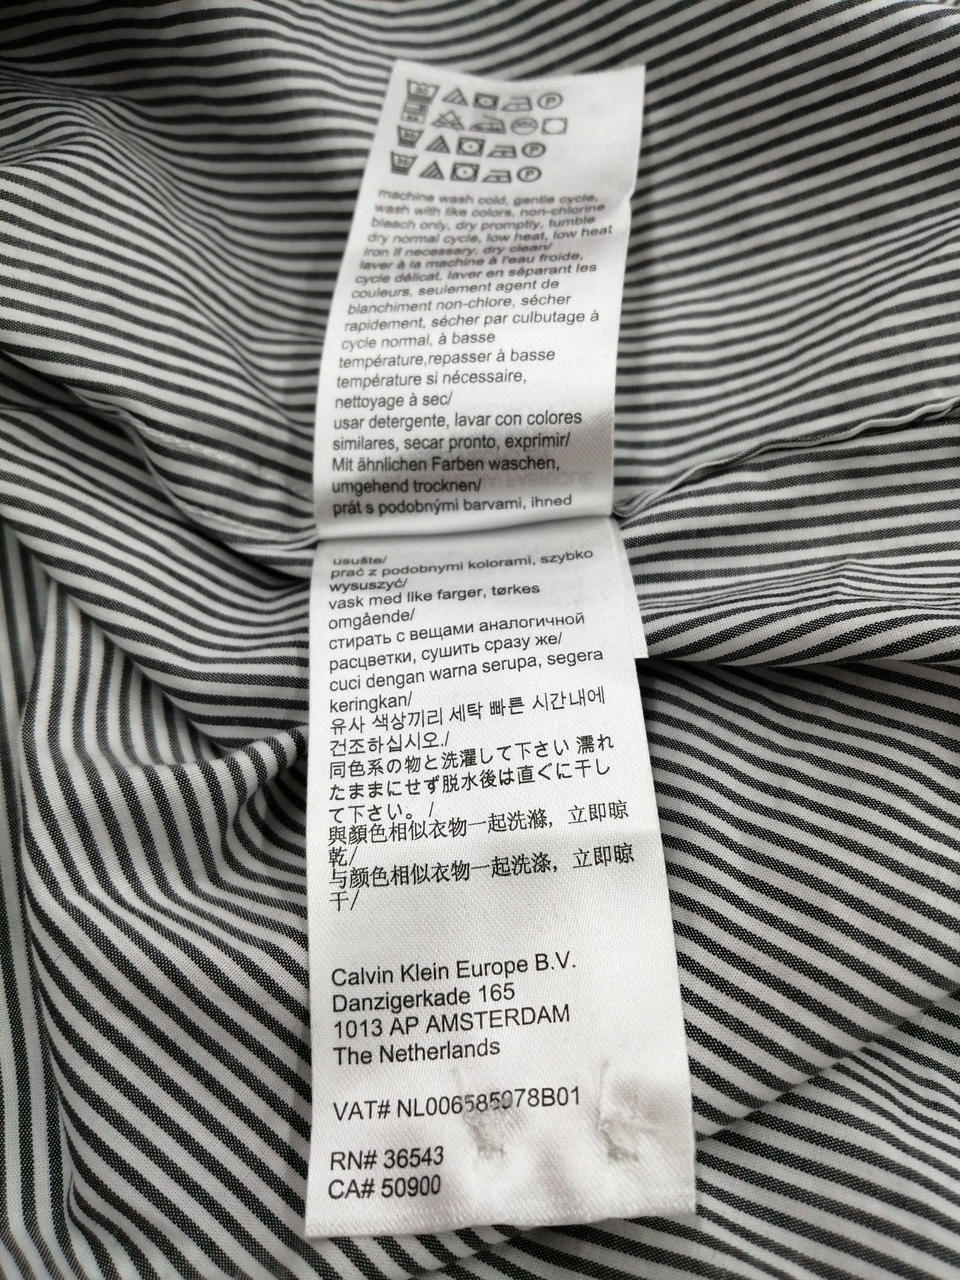 machine wash cold, gentle cycle,
wash with like colors, non-chlorine
bleach only, dry promptly, tumble
dry normal cycle, low heat, low heat
iron if necessary, dry clean/
laver à la machine à l'eau froide,
cycle délicat, laver en séparant les
couleurs, seulement agent de
blanchiment non-chlore, sécher
rapidement, sécher par culbutage à
cycle normal, à basse
température,repasser à basse
température si nécessaire,
nettoyage à sec/
usar detergente, lavar con colores
similares, secar pronto, exprimir/
Mit ähnlichen Farben waschen,
umgehend trocknen/
prát s podobnými barvami, ihned
usušte/
prać z podobnymi kolorami, szybko
wysuszyć/
vask med like farger, tørkes
omgående/
стирать с вещами аналогичной
расцветки, сушить сразу же/
cuci dengan warna serupa, segera
keringkan/
유사 색상끼리 세탁 빠른 시간내에
건조하십시오./
同色系の物と洗濯して下さい 濡れ
たままにせず脱水後は直ぐに干し
て下さい。/
與顏色相似衣物一起洗滌，立即晾
乾/
与颜色相似衣物一起洗涤，立即晾
干/
Calvin Klein Europe B.V.
Danzigerkade 165
1013 AP AMSTERDAM
The Netherlands
VAT# NL006585978B01
RN# 36543
CA# 50900